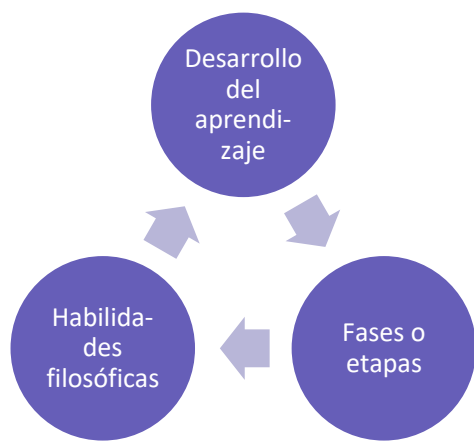 Desarrollo
del
aprendi-
zaje
Fases o
etapas
Habilida-
des
filosóficas